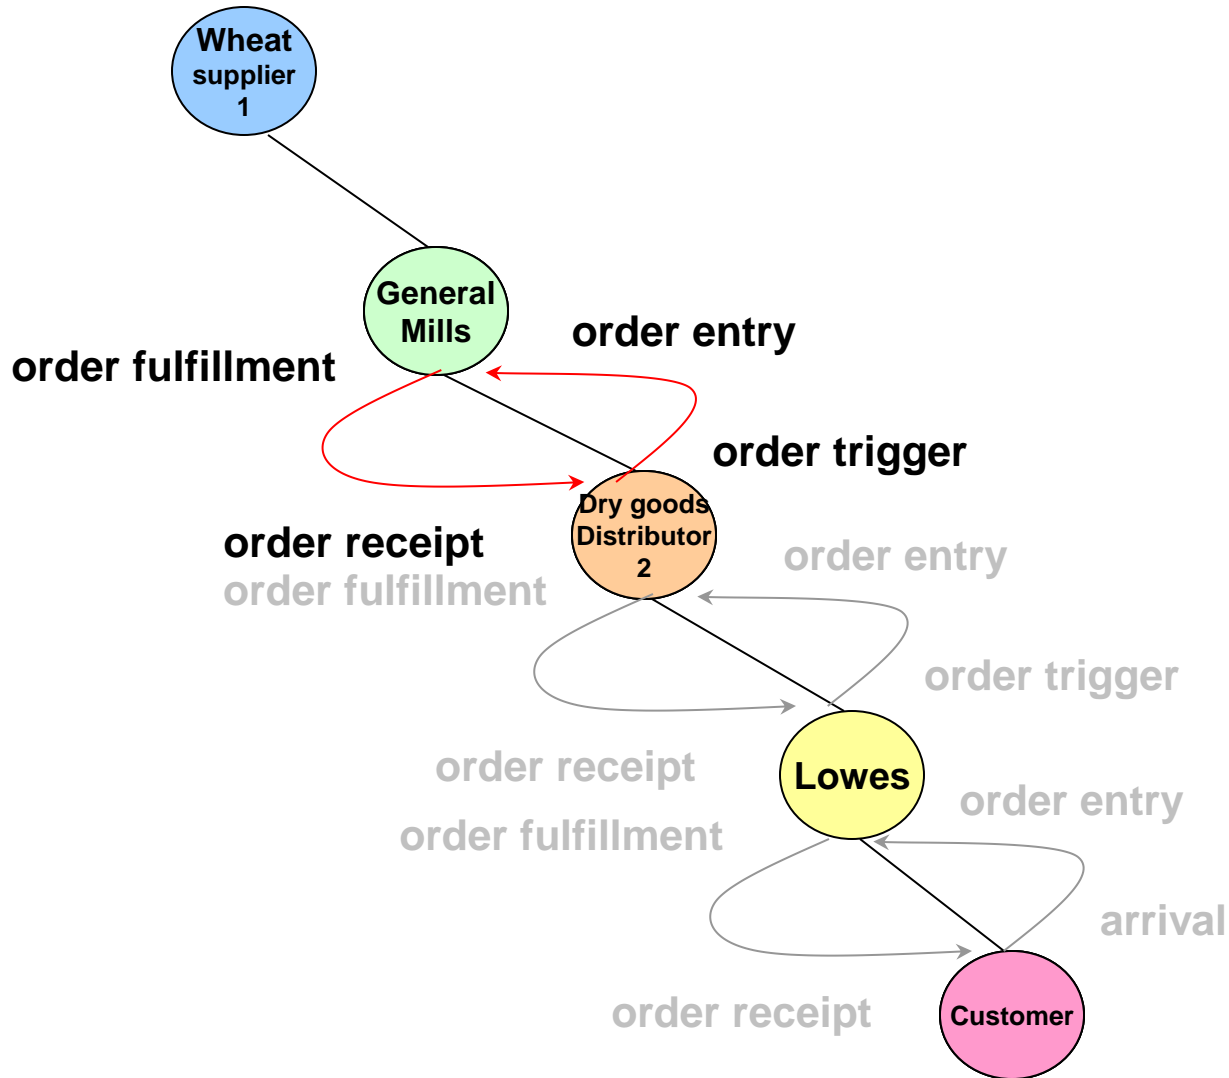 Wheat
supplier
1
General
Mills
order entry
order fulfillment
order trigger
Dry goods
Distributor
2
order receipt
order fulfillment
order entry
order trigger
order receipt
Lowes
order entry
order fulfillment
arrival
order receipt
Customer